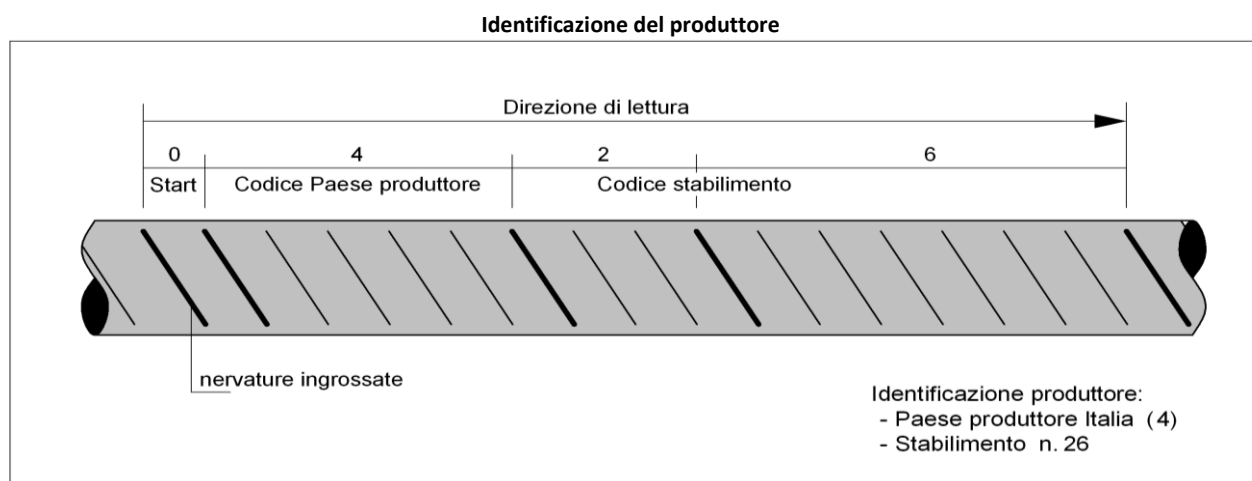 Identificazione del produttore
Direzione di lettura
0 4 2 6
Start Codice Paese produttore Codice stabilimento
nervature ingrossate
Identificazione produttore:
- Paese produttore Italia (4)
- Stabilimento n. 26